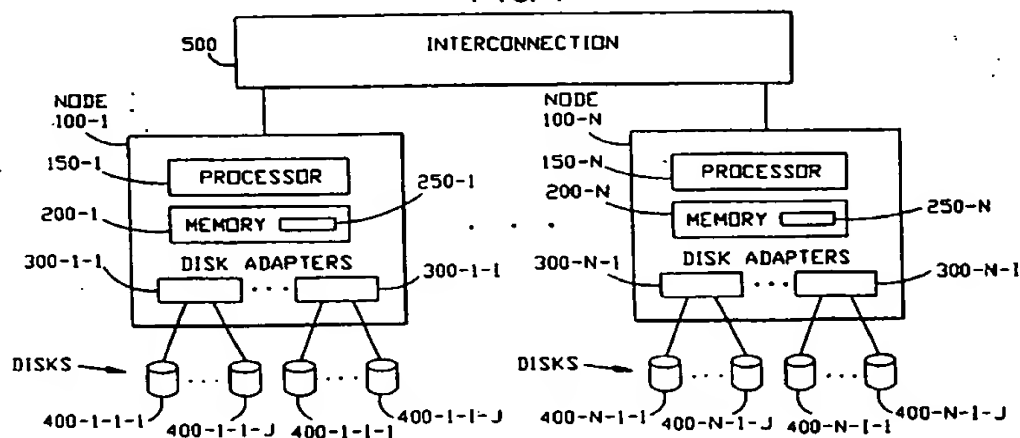 500
INTERCONNECTION
NODE
100-1
150-1
PROCESSOR
250-1
200-1
MEMORY
300-1-1
DISK ADAPTERS
300-1-I
DISKS
400-1-1-1
400-1-1-J
400-1-I-1
400-1-I-J
NODE
100-N
150-N
PROCESSOR
200-N
MEMORY
250-N
300-N-1
DISK ADAPTERS
300-N-I
DISKS
400-N-1-1
400-N-1-J
400-N-I-1
400-N-I-J